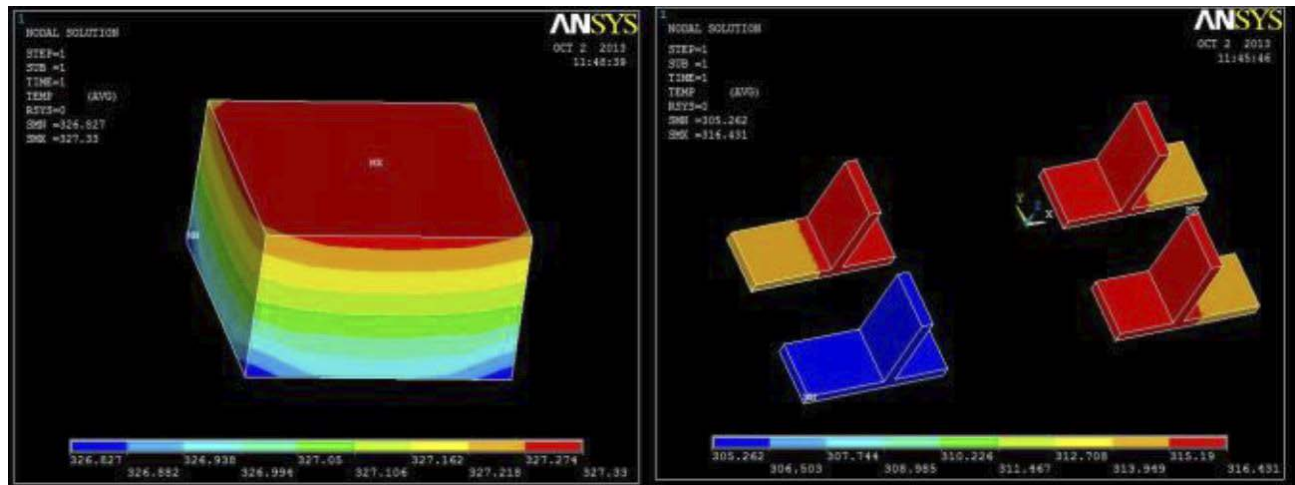 1
NODAL SOLUTION
STEP=1
SUB =1
TIME=1
TEMP (AVG)
RSYS=0
SMN =326.827
SMX =327.33
ANSYS
OCT 2 2013
11:48:39
MX
MN
326.827 326.938 327.05 327.162 327.274
326.882 326.994 327.106 327.218 327.33
1
NODAL SOLUTION
STEP=1
SUB =1
TIME=1
TEMP (AVG)
RSYS=0
SMN =305.262
SMX =316.431
ANSYS
OCT 2 2013
11:45:46
Y
Z
X
MX
MN
305.262 307.744 310.226 312.708 315.19
306.503 308.985 311.467 313.949 316.431